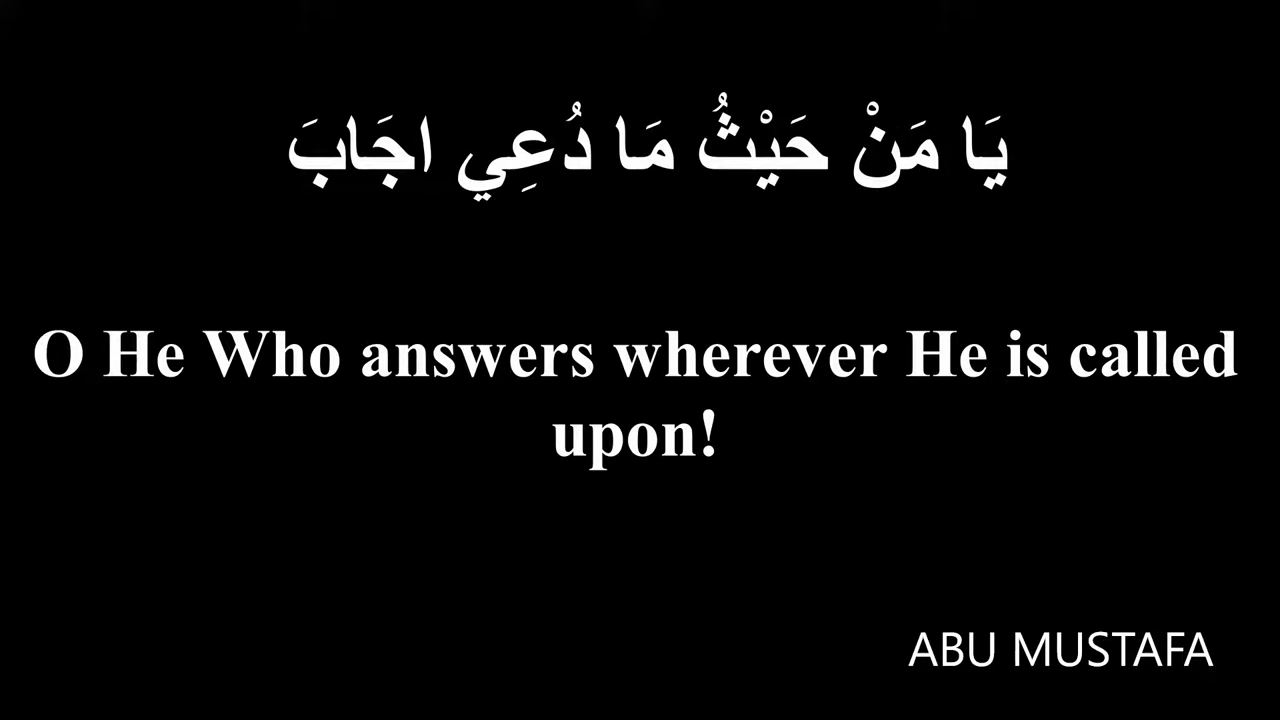 يَا مَنْ حَيْثُ مَا دُعِي اجَابَ
O He Who answers wherever He is called
upon!
ABU MUSTAFA